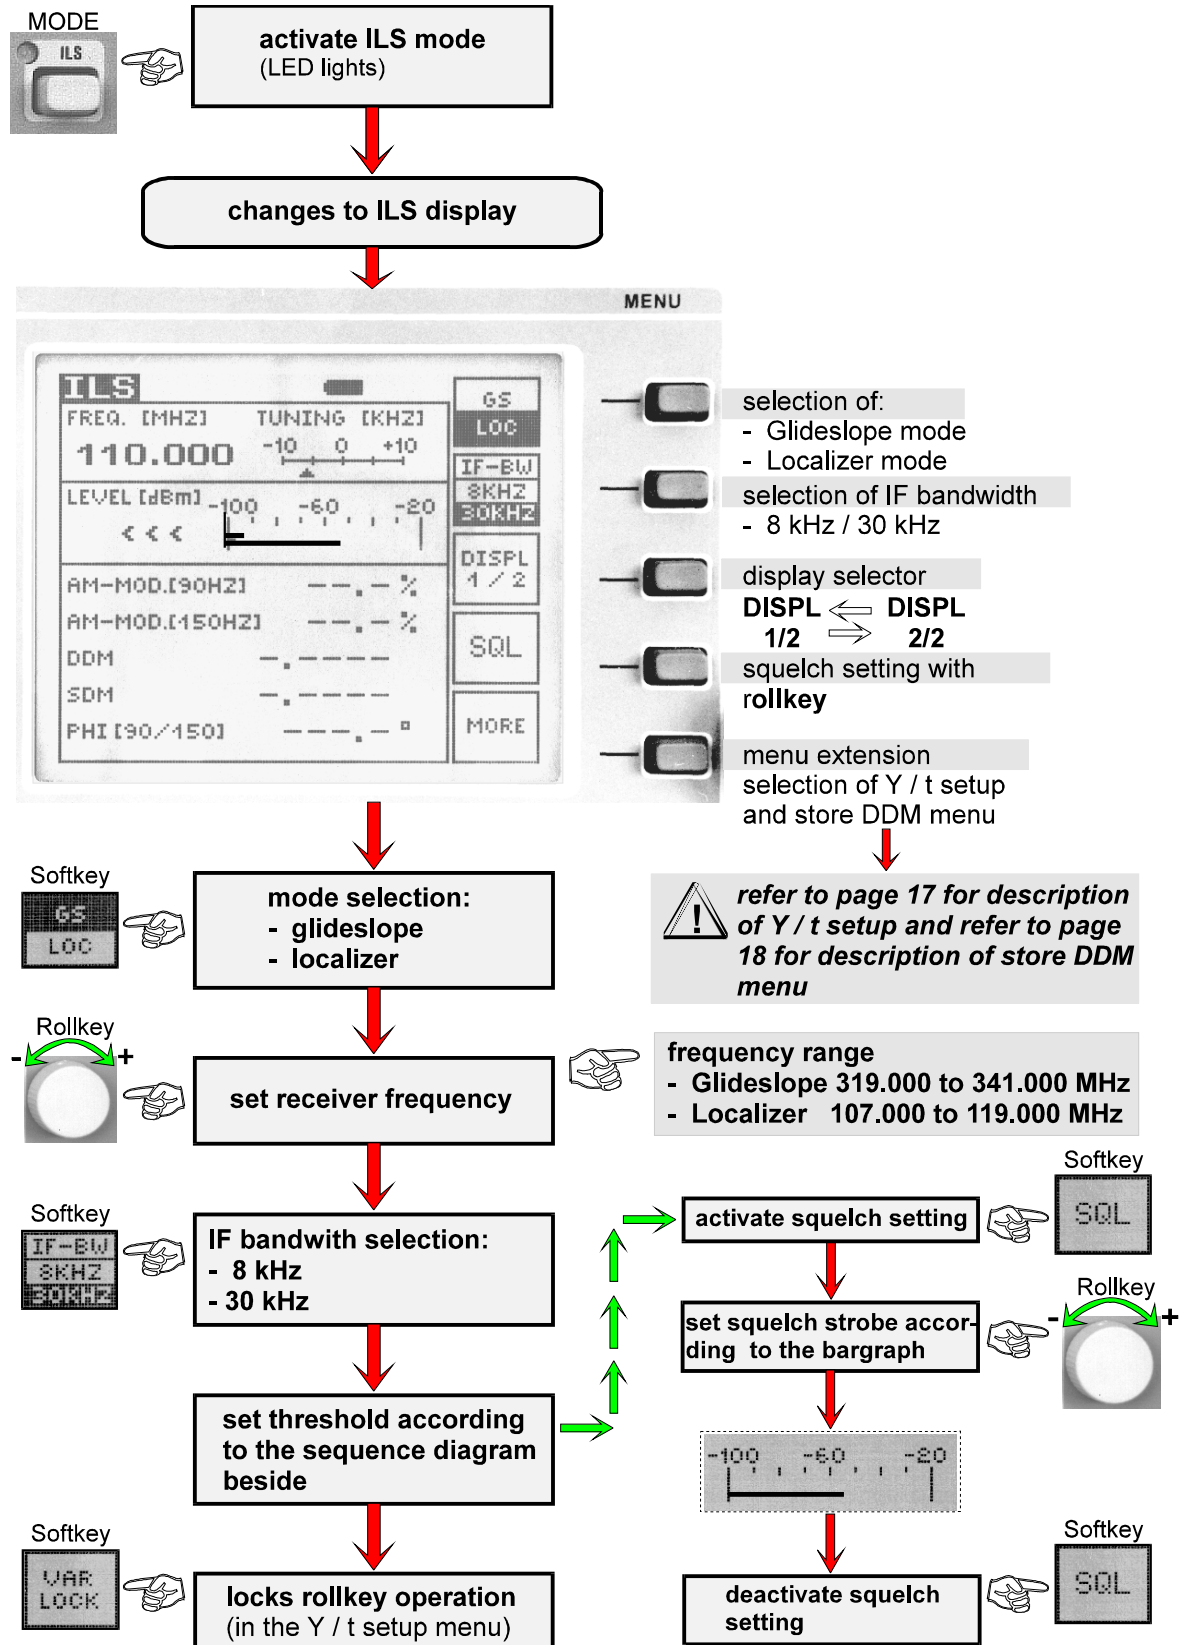 MODE
ILS
activate ILS mode
(LED lights)
changes to ILS display
MENU
ILS
FREQ. [MHZ] TUNING [KHZ]
110.000
-10 0 +10
LEVEL [dBm]
-100 -60 -20
< < <
AM-MOD.[90HZ] --.-%
AM-MOD.[150HZ] --.-%
DDM -.----
SDM -.----
PHI [90/150] ---.-°
GS
LOC
IF-BW
8KHZ
30KHZ
DISPL
1/2
SQL
MORE
selection of:
- Glideslope mode
- Localizer mode
selection of IF bandwidth
- 8 kHz / 30 kHz
display selector
DISPL DISPL
1/2 2/2
squelch setting with
rollkey
menu extension
selection of Y / t setup
and store DDM menu
refer to page 17 for description
of Y / t setup and refer to page
18 for description of store DDM
menu
Softkey
GS
LOC
mode selection:
- glideslope
- localizer
Rollkey
- +
set receiver frequency
frequency range
- Glideslope 319.000 to 341.000 MHz
- Localizer 107.000 to 119.000 MHz
Softkey
IF-BW
8KHZ
30KHZ
IF bandwith selection:
- 8 kHz
- 30 kHz
set threshold according
to the sequence diagram
beside
Softkey
VAR
LOCK
locks rollkey operation
(in the Y / t setup menu)
activate squelch setting
Softkey
SQL
set squelch strobe accor-
ding to the bargraph
Rollkey
- +
-100 -60 -20
deactivate squelch
setting
Softkey
SQL